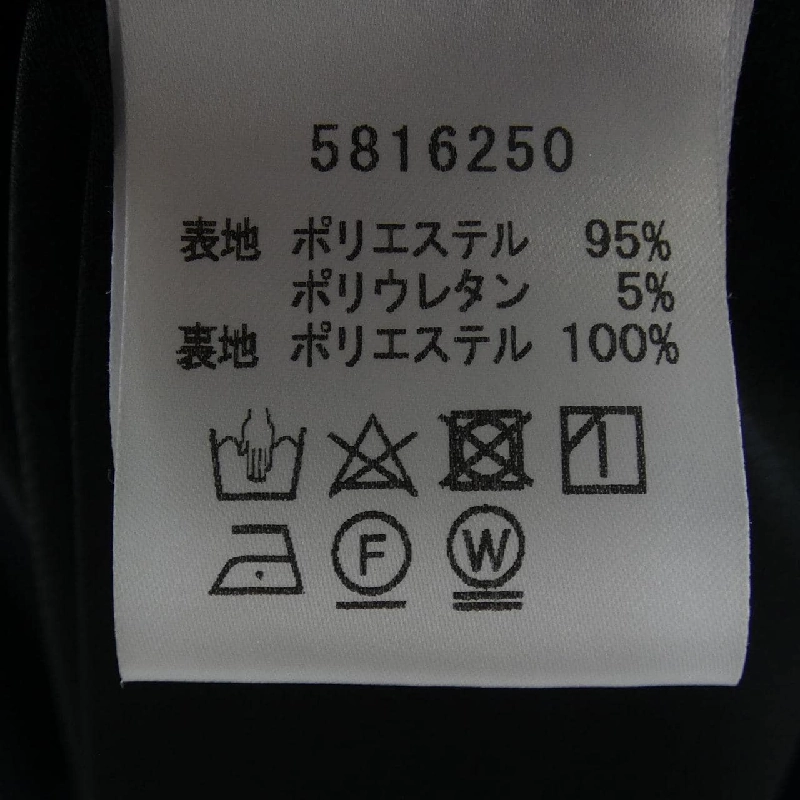 5816250
表地 ポリエステル 95%
ポリウレタン 5%
裏地 ポリエステル 100%
F W